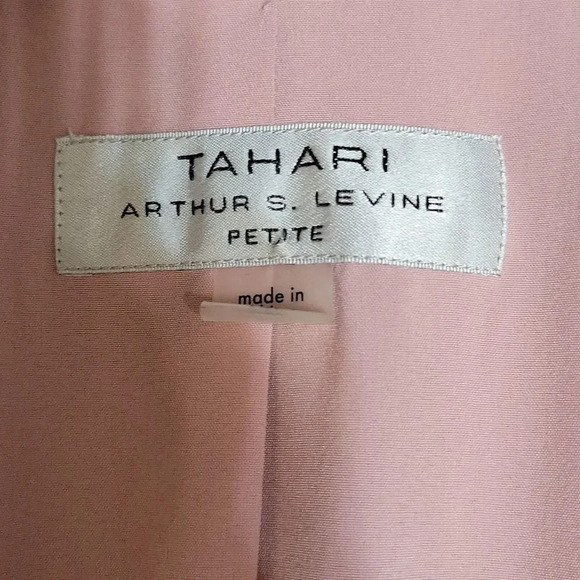 TAHARI
ARTHUR S. LEVINE
PETITE
made in